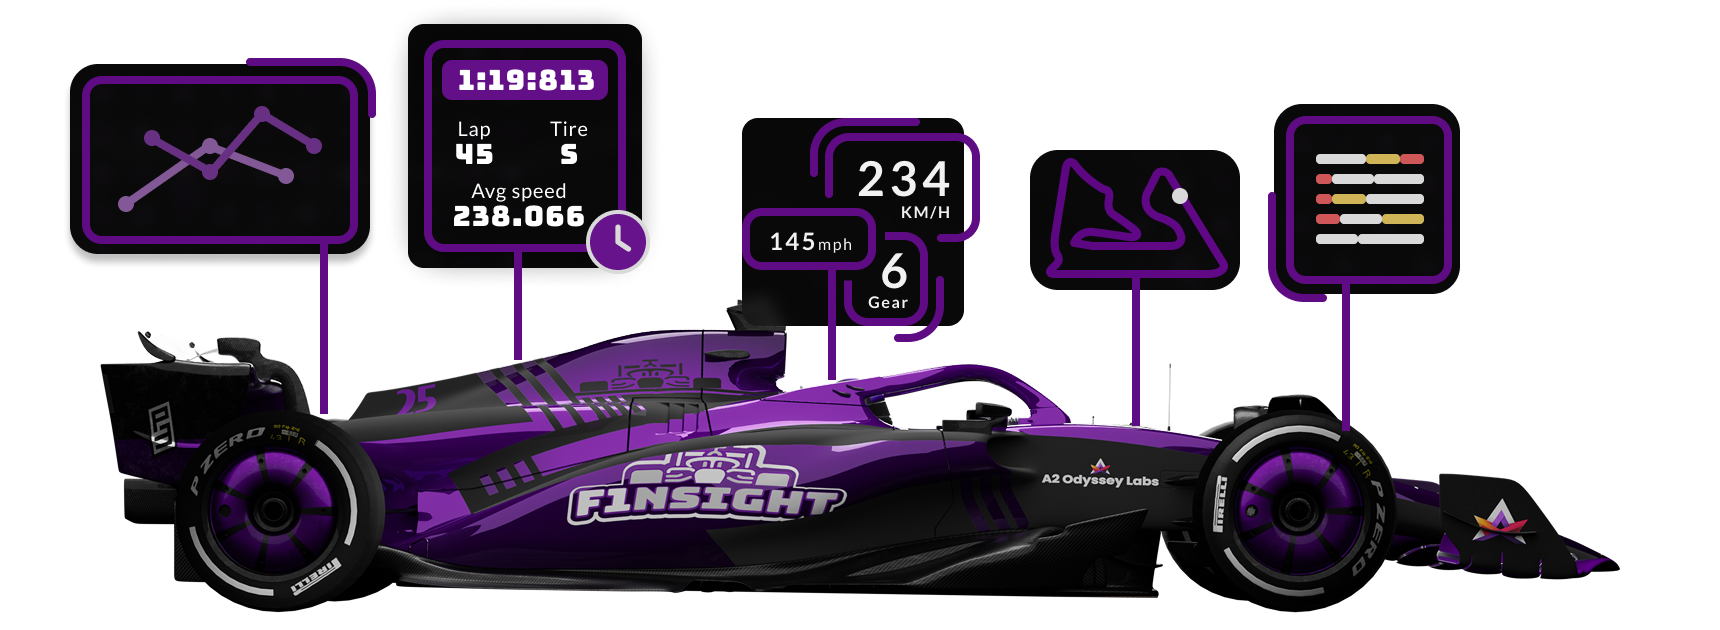 1:19:813
Lap
45
Tire
S
Avg speed
238.066
234
KM/H
145mph
6
Gear
25
F1NSIGHT
A2 Odyssey Labs
P ZERO
PIRELLI
PIRELLI
P ZERO